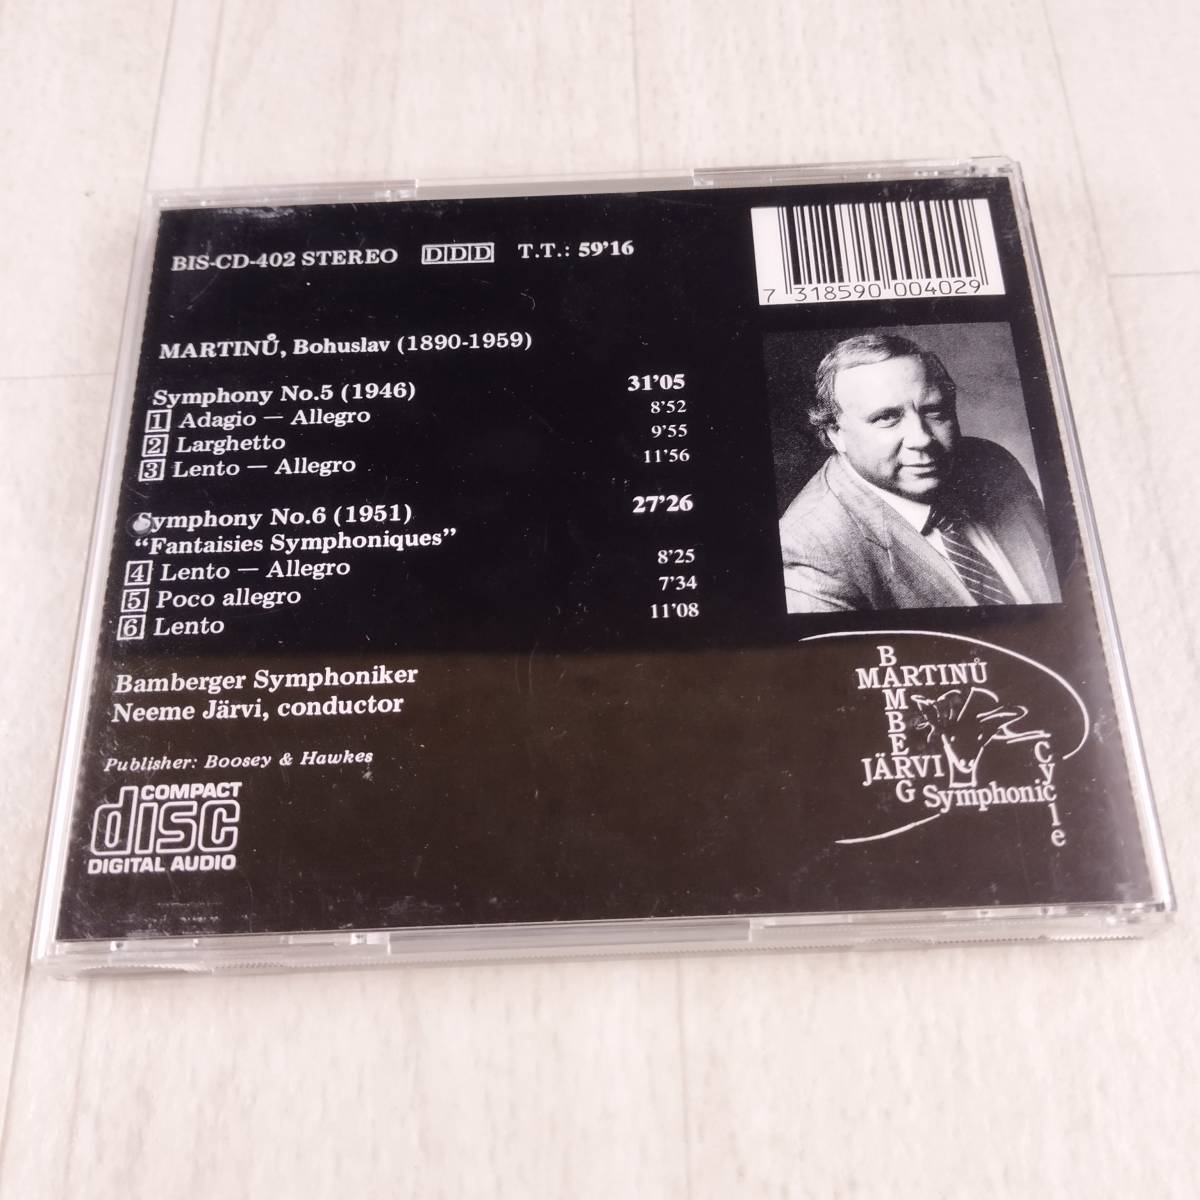 BIS-CD-402 STEREO DDD T.T.: 59'16
7 318590 004029
MARTINŮ, Bohuslav (1890-1959)
Symphony No.5 (1946) 31'05
1 Adagio — Allegro 8'52
2 Larghetto 9'55
3 Lento — Allegro 11'56
Symphony No.6 (1951) 27'26
“Fantaisies Symphoniques”
4 Lento — Allegro 8'25
5 Poco allegro 7'34
6 Lento 11'08
Bamberger Symphoniker
Neeme Järvi, conductor
Publisher: Boosey & Hawkes
COMPACT
disc
DIGITAL AUDIO
BAMBERG
MARTINŮ
JÄRVI
Symphonic
Cycle